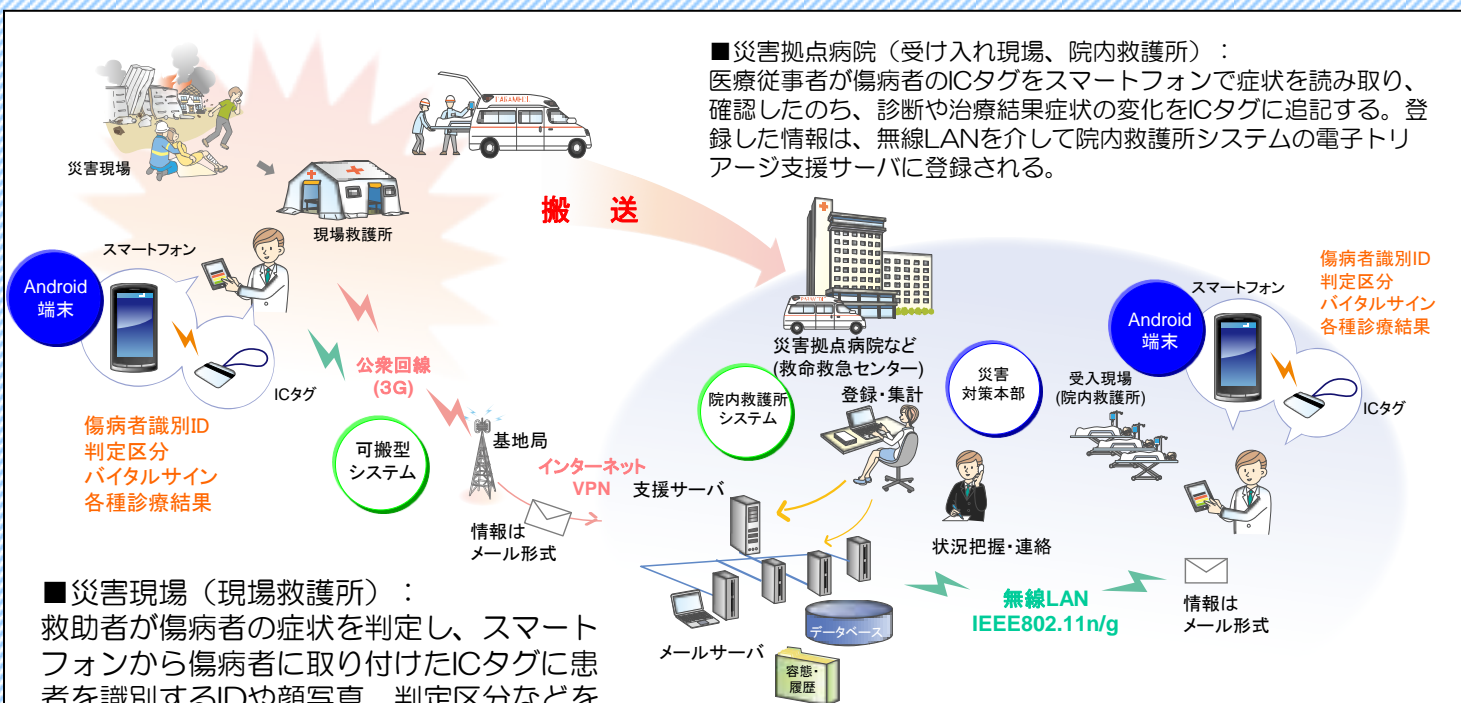 ■災害拠点病院（受け入れ現場、院内救護所）：
医療従事者が傷病者のICタグをスマートフォンで症状を読み取り、
確認したのち、診断や治療結果症状の変化をICタグに追記する。登
録した情報は、無線LANを介して院内救護所システムの電子トリ
アージ支援サーバに登録される。
災害現場
現場救護所
搬 送
スマートフォン
Android
端末
ICタグ
傷病者識別ID
判定区分
バイタルサイン
各種診療結果
公衆回線
(3G)
可搬型
システム
基地局
インターネット
VPN
情報は
メール形式
災害拠点病院など
(救命救急センター)
登録・集計
院内救護所
システム
災害
対策本部
受入現場
(院内救護所)
スマートフォン
Android
端末
ICタグ
傷病者識別ID
判定区分
バイタルサイン
各種診療結果
支援サーバ
状況把握・連絡
無線LAN
IEEE802.11n/g
情報は
メール形式
データベース
メールサーバ
容態・
履歴
■災害現場（現場救護所）：
救助者が傷病者の症状を判定し、スマート
フォンから傷病者に取り付けたICタグに患
者を識別するIDや顔写真、判定区分などを